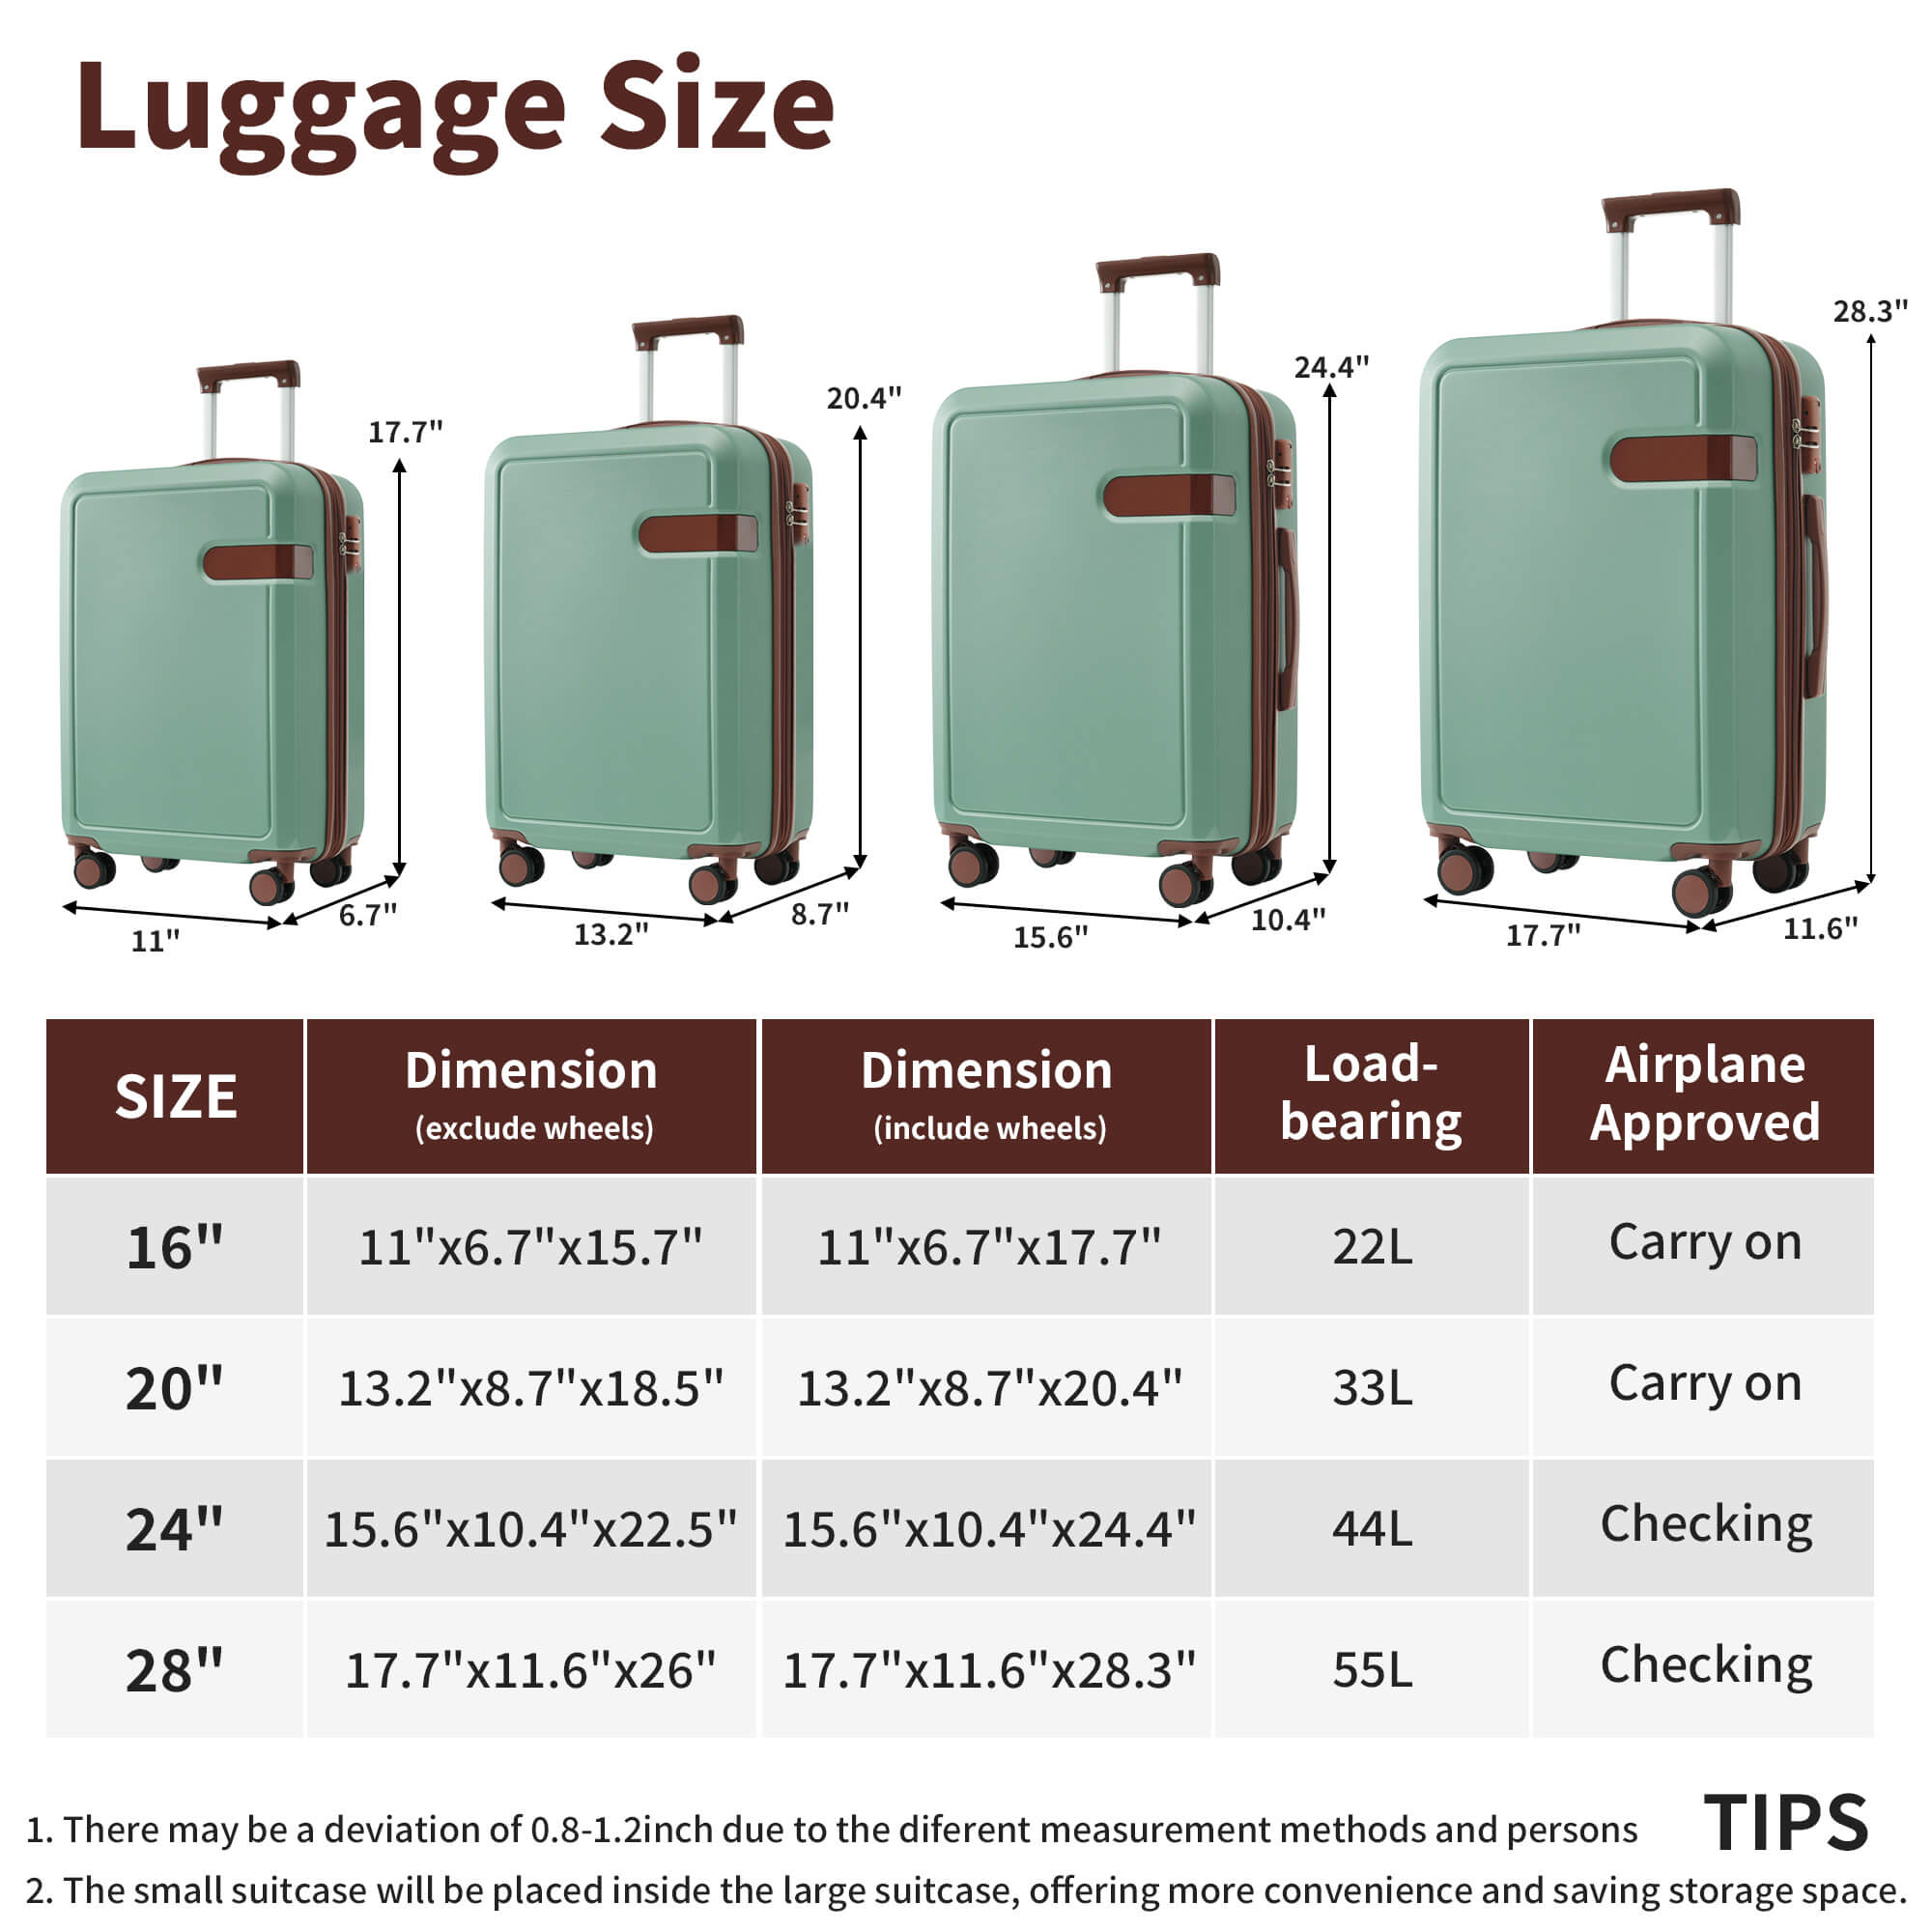 Luggage Size
17.7"
11"
6.7"
20.4"
13.2"
8.7"
24.4"
15.6"
10.4"
28.3"
17.7"
11.6"
SIZE Dimension (exclude wheels) Dimension (include wheels) Load-bearing Airplane Approved
16" 11"x6.7"x15.7" 11"x6.7"x17.7" 22L Carry on
20" 13.2"x8.7"x18.5" 13.2"x8.7"x20.4" 33L Carry on
24" 15.6"x10.4"x22.5" 15.6"x10.4"x24.4" 44L Checking
28" 17.7"x11.6"x26" 17.7"x11.6"x28.3" 55L Checking
TIPS
1. There may be a deviation of 0.8-1.2inch due to the diferent measurement methods and persons
2. The small suitcase will be placed inside the large suitcase, offering more convenience and saving storage space.